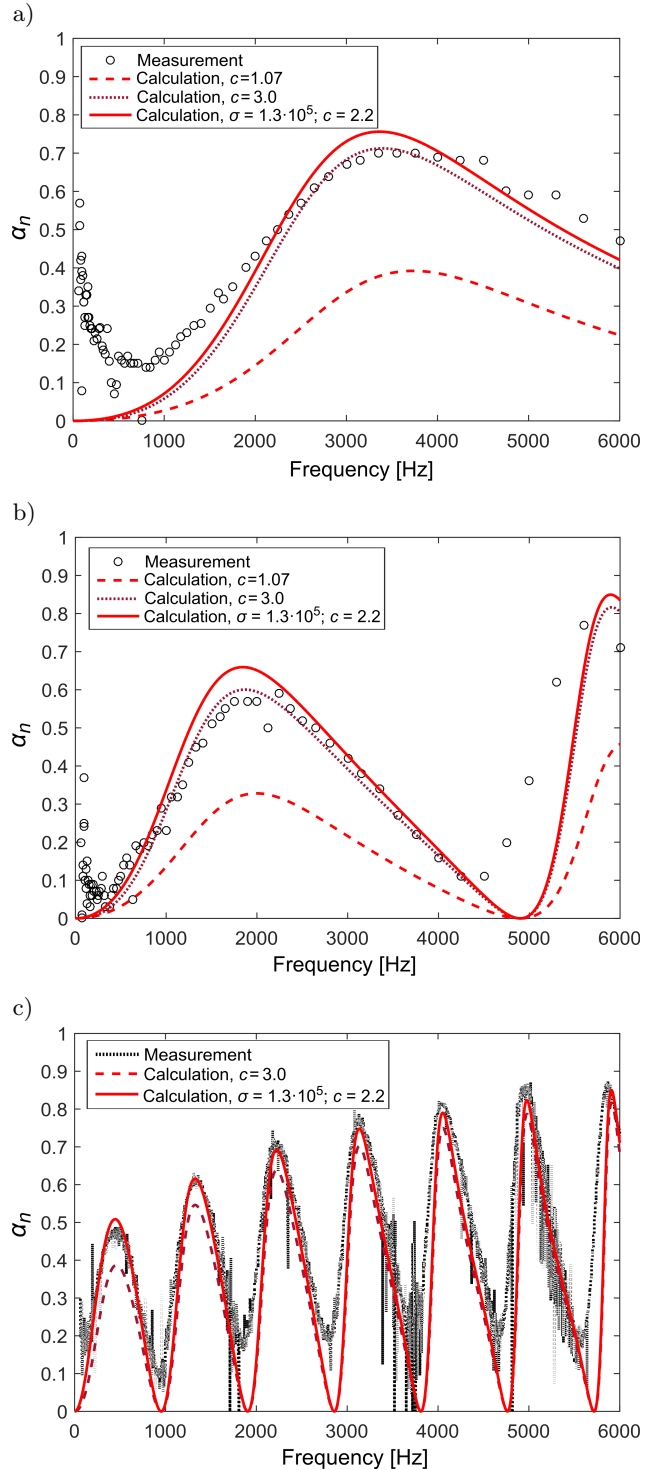 a)
1
0.9
0.8
0.7
0.6
0.5
0.4
0.3
0.2
0.1
0
αn
Measurement
Calculation, c=1.07
Calculation, c=3.0
Calculation, σ = 1.3·10⁵; c = 2.2
0 1000 2000 3000 4000 5000 6000
Frequency [Hz]
b)
1
0.9
0.8
0.7
0.6
0.5
0.4
0.3
0.2
0.1
0
αn
Measurement
Calculation, c=1.07
Calculation, c=3.0
Calculation, σ = 1.3·10⁵; c = 2.2
0 1000 2000 3000 4000 5000 6000
Frequency [Hz]
c)
1
0.9
0.8
0.7
0.6
0.5
0.4
0.3
0.2
0.1
0
αn
Measurement
Calculation, c=3.0
Calculation, σ = 1.3·10⁵; c = 2.2
0 1000 2000 3000 4000 5000 6000
Frequency [Hz]